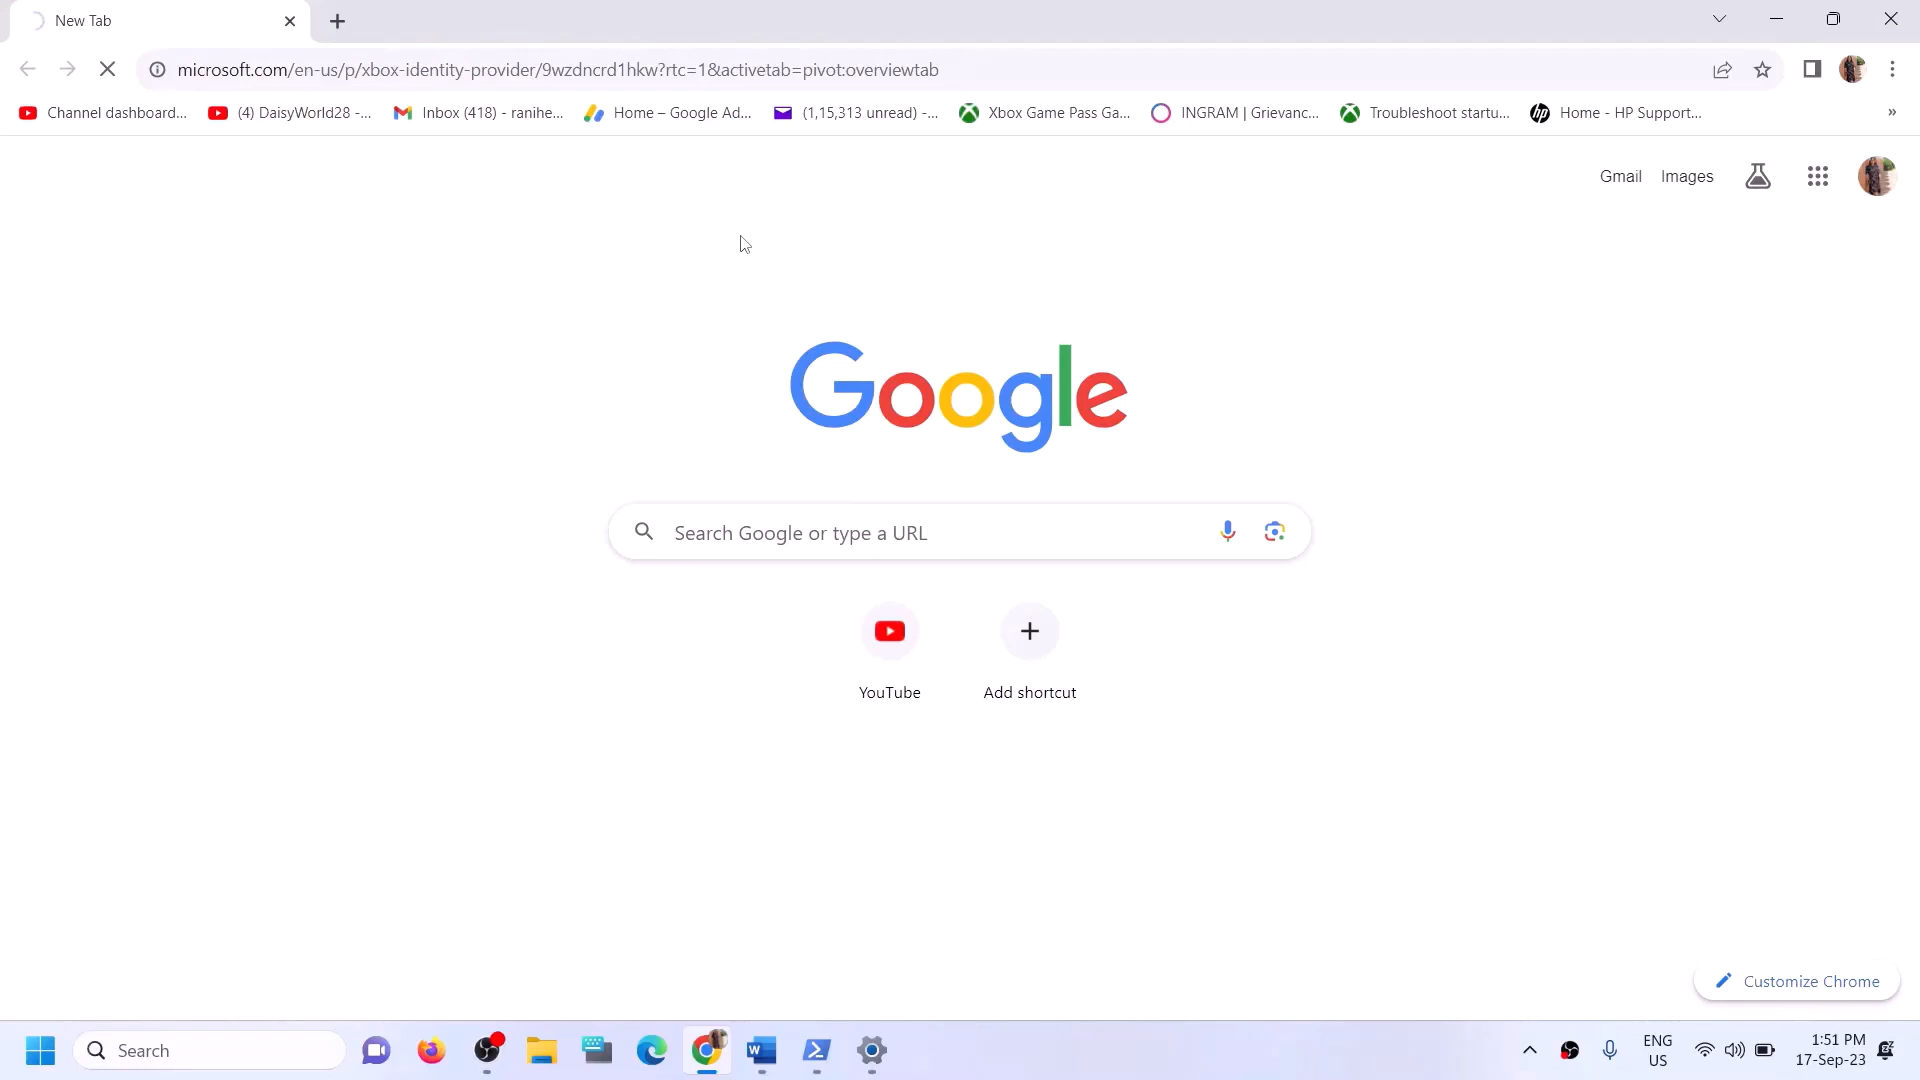 New Tab
microsoft.com/en-us/p/xbox-identity-provider/9wzdncrd1hkw?rtc=1&activetab=pivot:overviewtab
Channel dashboard... (4) DaisyWorld28 -... Inbox (418) - ranihe... Home – Google Ad... (1,15,313 unread) -... Xbox Game Pass Ga... INGRAM | Grievanc... Troubleshoot startu... hp Home - HP Support... »
Gmail Images
Google
Search Google or type a URL
YouTube Add shortcut
Customize Chrome
Search
ENG
US
1:51 PM
17-Sep-23